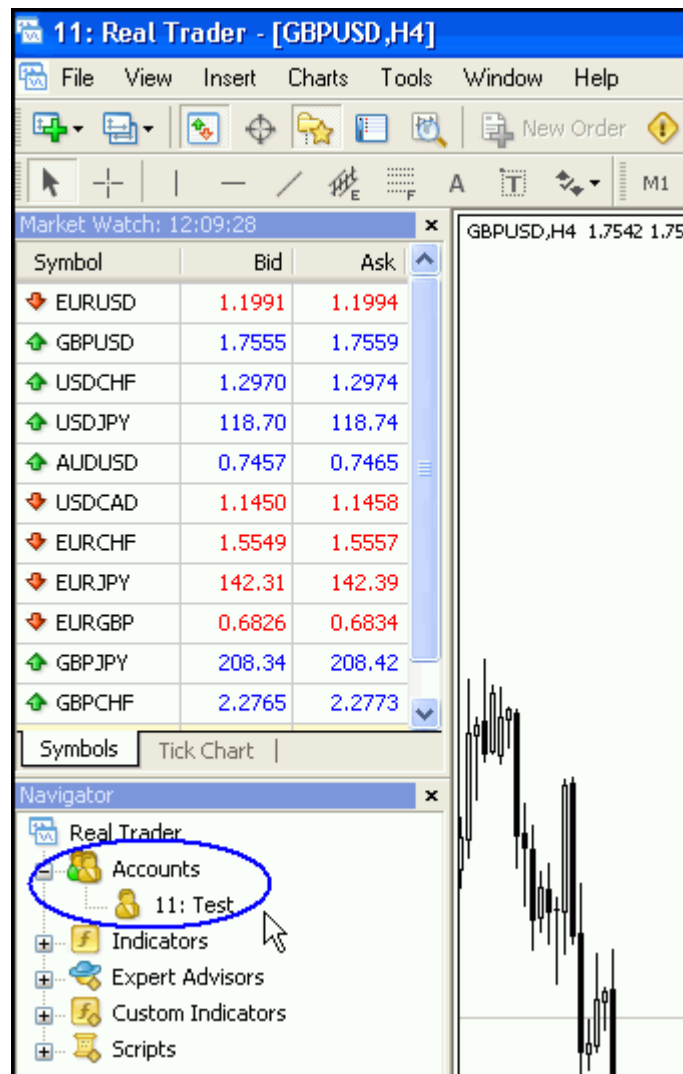 11: Real Trader - [GBPUSD,H4]
File View Insert Charts Tools Window Help
New Order
E F A T M1
Market Watch: 12:09:28
GBPUSD,H4 1.7542 1.75
Symbol Bid Ask
EURUSD 1.1991 1.1994
GBPUSD 1.7555 1.7559
USDCHF 1.2970 1.2974
USDJPY 118.70 118.74
AUDUSD 0.7457 0.7465
USDCAD 1.1450 1.1458
EURCHF 1.5549 1.5557
EURJPY 142.31 142.39
EURGBP 0.6826 0.6834
GBPJPY 208.34 208.42
GBPCHF 2.2765 2.2773
Symbols Tick Chart
Navigator
Real Trader
Accounts
11: Test
Indicators
Expert Advisors
Custom Indicators
Scripts